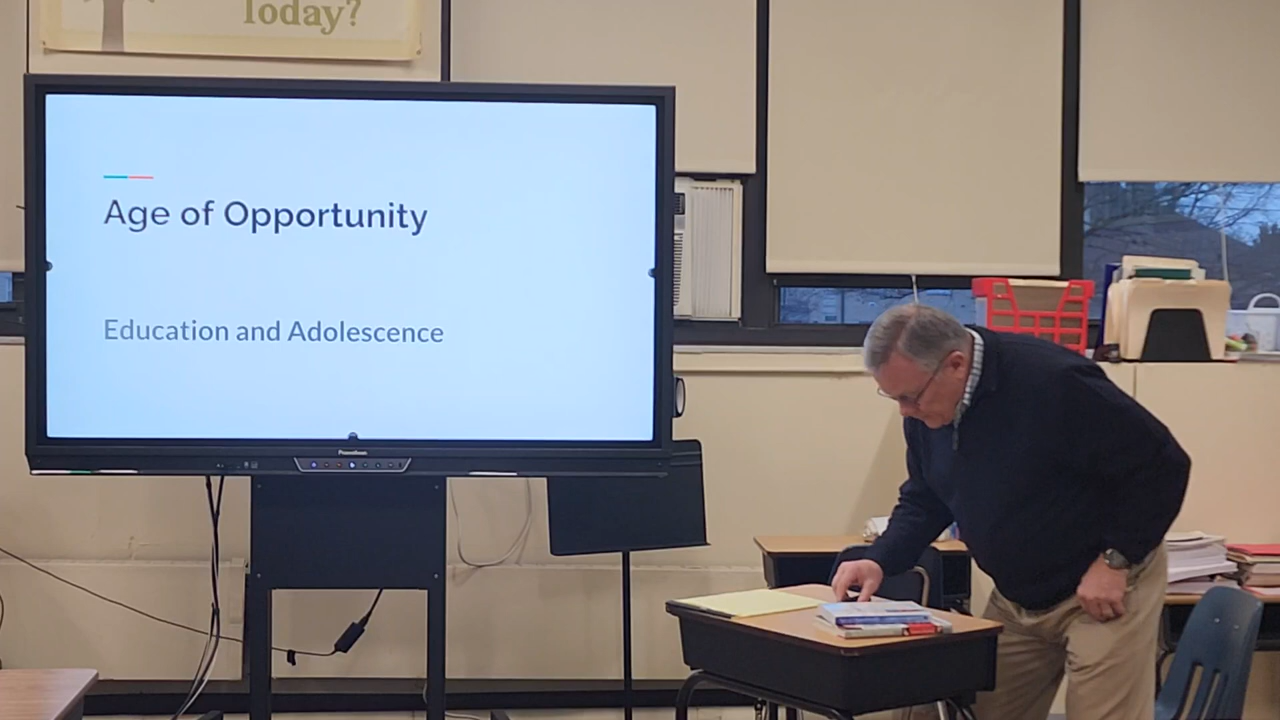 Today?
Age of Opportunity
Education and Adolescence
Promethean